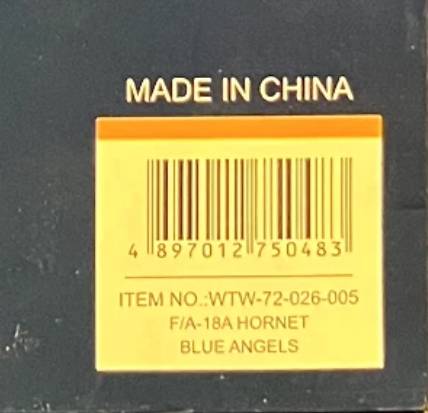 MADE IN CHINA
4 897012 750483
ITEM NO.:WTW-72-026-005
F/A-18A HORNET
BLUE ANGELS